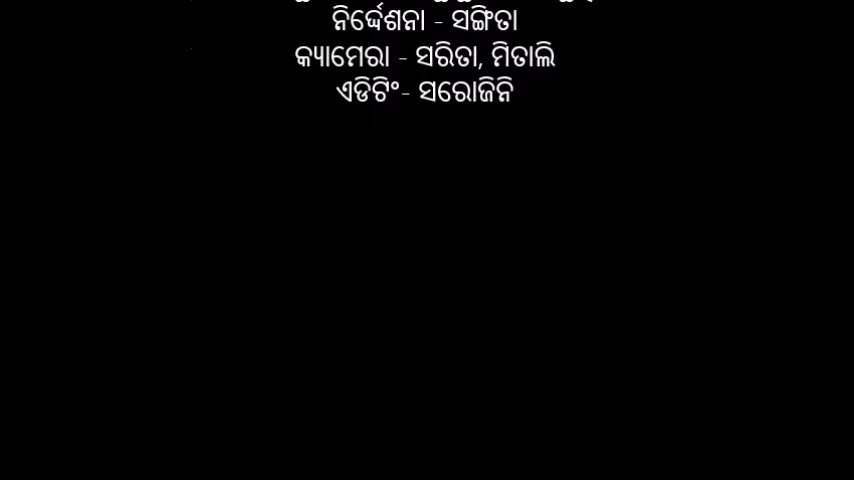 ନିର୍ଦ୍ଦେଶନା - ସଙ୍ଗିତା
କ୍ୟାମେରା - ସରିତା, ମିତାଲି
ଏଡିଟିଂ- ସରୋଜିନି